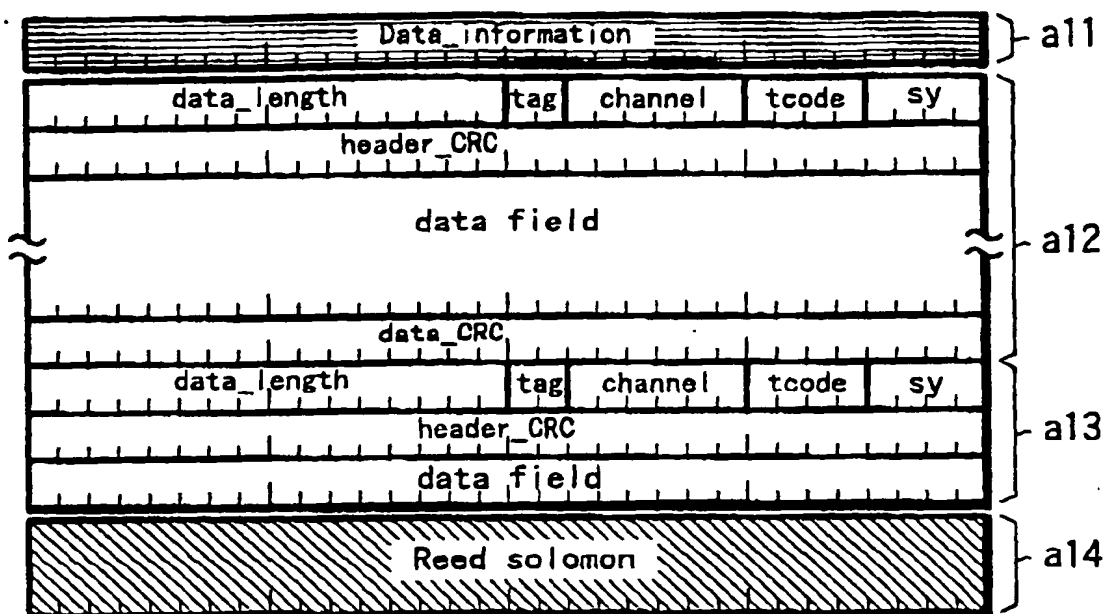 Data_information a11
data_length tag channel tcode sy
header_CRC
data field a12
data_CRC
data_length tag channel tcode sy
header_CRC a13
data field
Reed solomon a14